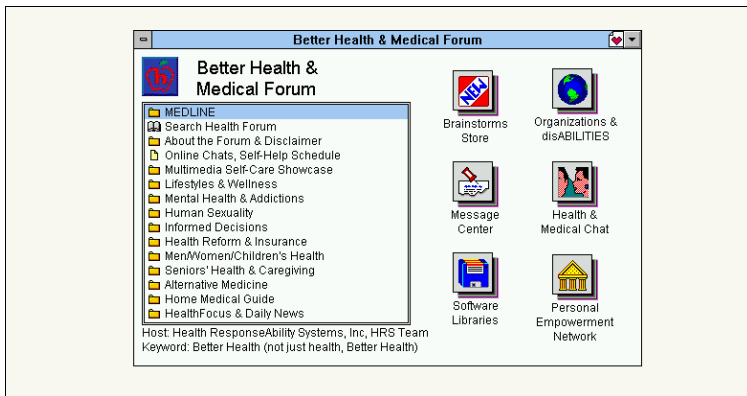 Better Health & Medical Forum
Better Health &
Medical Forum
MEDLINE
Search Health Forum
About the Forum & Disclaimer
Online Chats, Self-Help Schedule
Multimedia Self-Care Showcase
Lifestyles & Wellness
Mental Health & Addictions
Human Sexuality
Informed Decisions
Health Reform & Insurance
Men/Women/Children's Health
Seniors' Health & Caregiving
Alternative Medicine
Home Medical Guide
HealthFocus & Daily News
Host: Health ResponseAbility Systems, Inc, HRS Team
Keyword: Better Health (not just health, Better Health)
NEW
Brainstorms
Store
Organizations &
disABILITIES
Message
Center
Health &
Medical Chat
Software
Libraries
Personal
Empowerment
Network